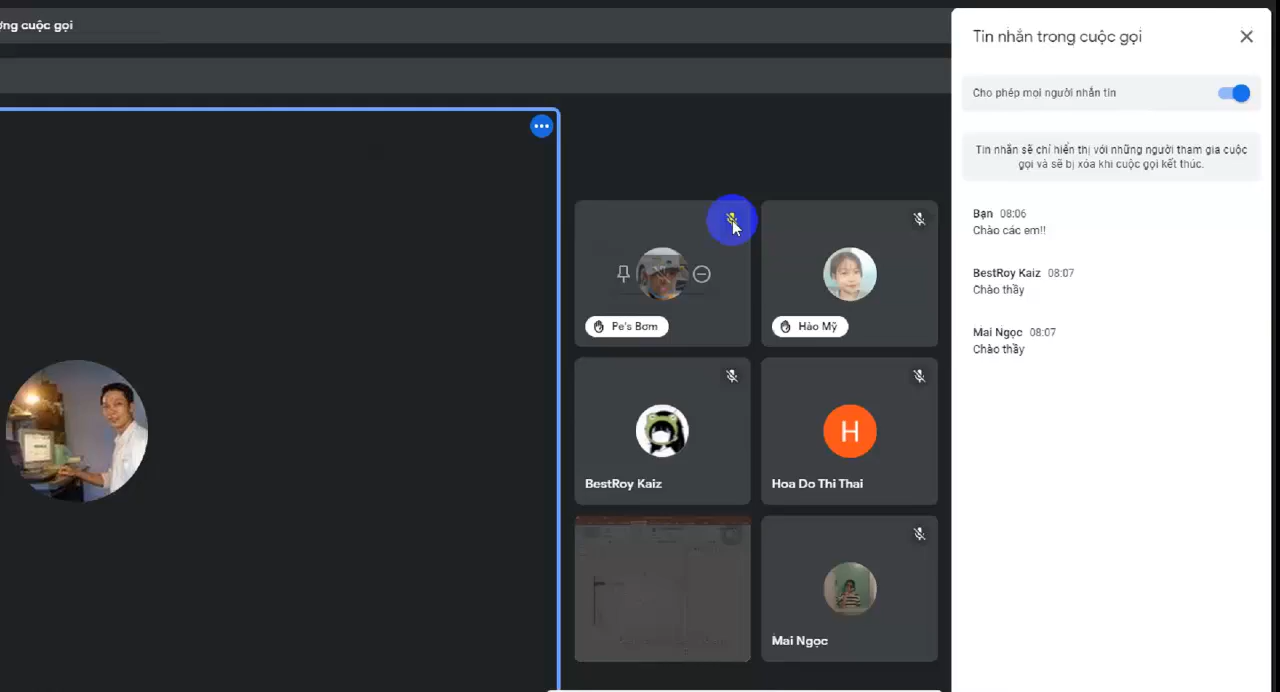 ơng cuộc gọi
Pe's Bơm
Hào Mỹ
BestRoy Kaiz
H
Hoa Do Thi Thai
Mai Ngọc
Tin nhắn trong cuộc gọi
Cho phép mọi người nhắn tin
Tin nhắn sẽ chỉ hiển thị với những người tham gia cuộc
gọi và sẽ bị xóa khi cuộc gọi kết thúc.
Bạn 08:06
Chào các em!!
BestRoy Kaiz 08:07
Chào thầy
Mai Ngọc 08:07
Chào thầy